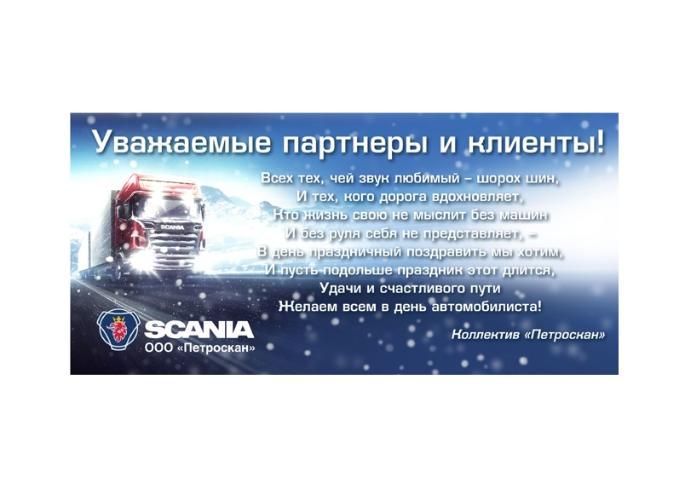 Уважаемые партнеры и клиенты!
Всех тех, чей звук любимый – шорох шин,
И тех, кого дорога вдохновляет,
Кто жизнь свою не мыслит без машин
И без руля себя не представляет, –
В день праздничный поздравить мы хотим,
И пусть подольше праздник этот длится,
Удачи и счастливого пути
Желаем всем в день автомобилиста!
Коллектив «Петроскан»
SCANIA
SCANIA
ООО «Петроскан»